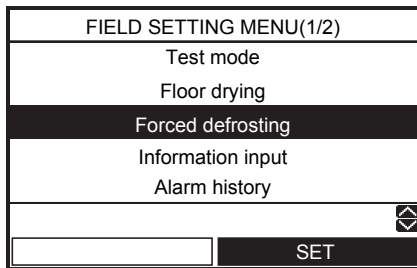 FIELD SETTING MENU(1/2)
Test mode
Floor drying
Forced defrosting
Information input
Alarm history
SET